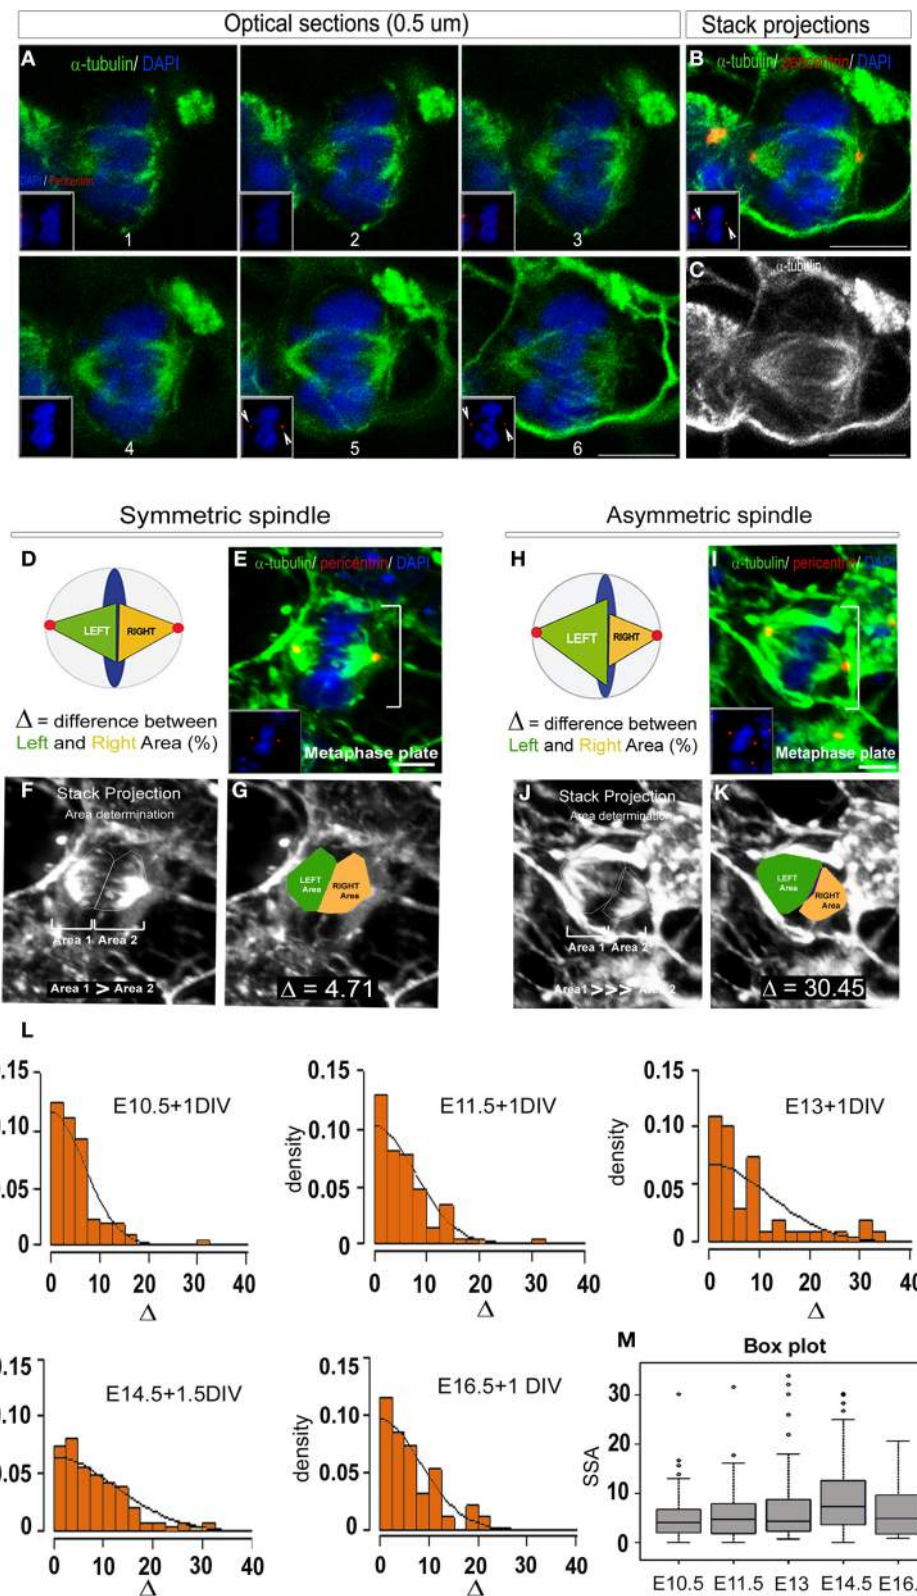 Optical sections (0.5 um)
Stack projections
A
α-tubulin/ DAPI
DAPI / Pericentrin
1
2
3
B
α-tubulin/ pericentrin/ DAPI
4
5
6
C
α-tubulin
Symmetric spindle
Asymmetric spindle
D
LEFT
RIGHT
Δ = difference between
Left and Right Area (%)
E
α-tubulin/ pericentrin/ DAPI
Metaphase plate
H
LEFT
RIGHT
Δ = difference between
Left and Right Area (%)
I
α-tubulin/ pericentrin/ DAPI
Metaphase plate
F
Stack Projection
Area determination
Area 1 Area 2
Area 1 > Area 2
G
LEFT
Area
RIGHT
Area
Δ = 4.71
J
Stack Projection
Area determination
Area 1 Area 2
Area1 >>> Area 2
K
LEFT
Area
RIGHT
Area
Δ = 30.45
L
E10.5+1DIV
0.15
0.10
0.05
0
0 10 20 30 40
Δ
E11.5+1DIV
density
0.15
0.10
0.05
0
0 10 20 30 40
Δ
E13+1DIV
density
0.15
0.10
0.05
0
0 10 20 30 40
Δ
E14.5+1.5DIV
0.15
0.10
0.05
0
0 10 20 30 40
Δ
E16.5+1 DIV
density
0.15
0.10
0.05
0
0 10 20 30 40
Δ
M
Box plot
SSA
30
20
10
0
E10.5 E11.5 E13 E14.5 E16.